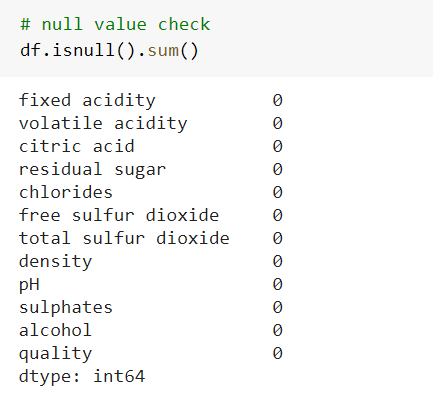 # null value check
df.isnull().sum()
fixed acidity 0
volatile acidity 0
citric acid 0
residual sugar 0
chlorides 0
free sulfur dioxide 0
total sulfur dioxide 0
density 0
pH 0
sulphates 0
alcohol 0
quality 0
dtype: int64